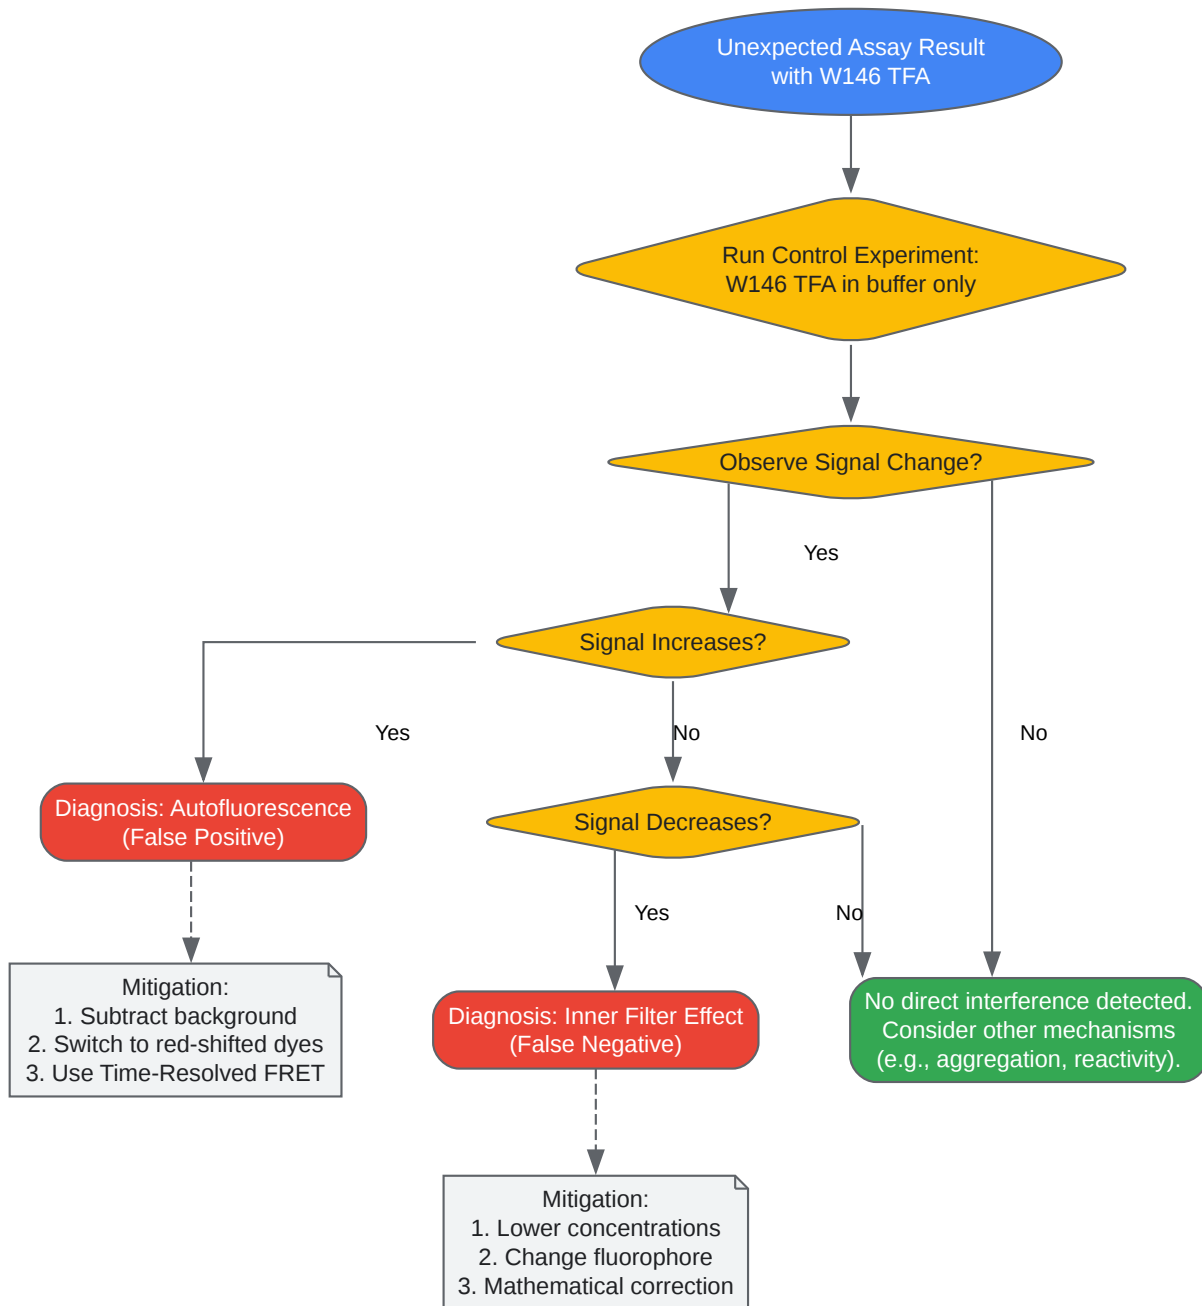 Unexpected Assay Result
with W146 TFA
Run Control Experiment:
W146 TFA in buffer only
Observe Signal Change?
Yes
Signal Increases?
Yes
No
No
Diagnosis: Autofluorescence
(False Positive)
Signal Decreases?
Yes
No
Mitigation:
1. Subtract background
2. Switch to red-shifted dyes
3. Use Time-Resolved FRET
Diagnosis: Inner Filter Effect
(False Negative)
No direct interference detected.
Consider other mechanisms
(e.g., aggregation, reactivity).
Mitigation:
1. Lower concentrations
2. Change fluorophore
3. Mathematical correction